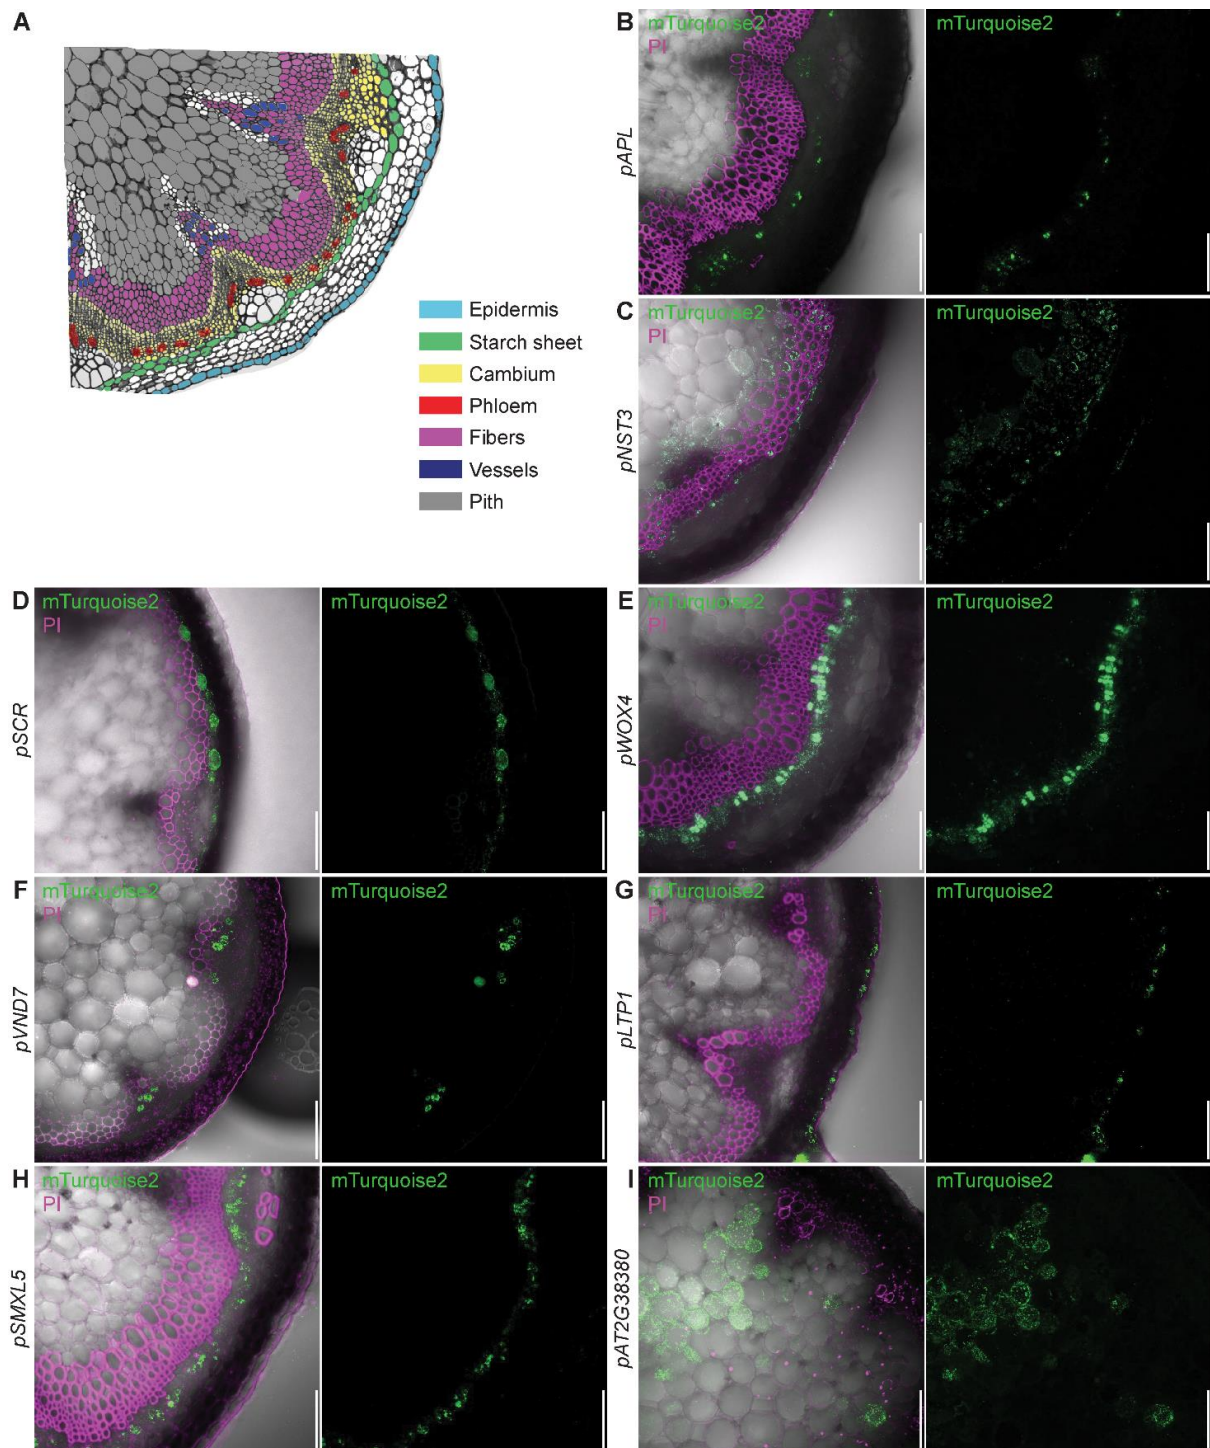 A
Epidermis
Starch sheet
Cambium
Phloem
Fibers
Vessels
Pith
B
mTurquoise2
PI
mTurquoise2
pAPL
C
mTurquoise2
PI
mTurquoise2
pNST3
D
mTurquoise2
PI
mTurquoise2
pSCR
E
mTurquoise2
PI
mTurquoise2
pWOX4
F
mTurquoise2
PI
mTurquoise2
pVND7
G
mTurquoise2
PI
mTurquoise2
pLTP1
H
mTurquoise2
PI
mTurquoise2
pSMXL5
I
mTurquoise2
PI
mTurquoise2
pAT2G38380